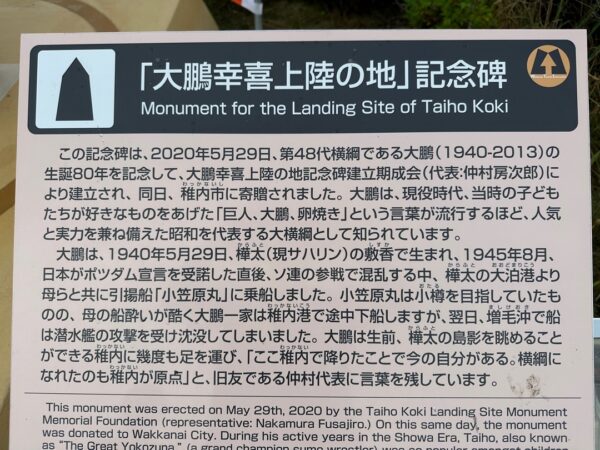 「大鵬幸喜上陸の地」記念碑
Monument for the Landing Site of Taiho Koki
この記念碑は、2020年5月29日、第48代横綱である大鵬(1940-2013)の
生誕80年を記念して、大鵬幸喜上陸の地記念碑建立期成会(代表:仲村房次郎)に
より建立され、同日、稚内市に寄贈されました。大鵬は、現役時代、当時の子ども
たちが好きなものをあげた「巨人、大鵬、卵焼き」という言葉が流行するほど、人気
と実力を兼ね備えた昭和を代表する大横綱として知られています。
大鵬は、1940年5月29日、樺太(現サハリン)の敷香で生まれ、1945年8月、
日本がポツダム宣言を受諾した直後、ソ連の参戦で混乱する中、樺太の大泊港より
母らと共に引揚船「小笠原丸」に乗船しました。小笠原丸は小樽を目指していたも
のの、母の船酔いが酷く大鵬一家は稚内港で途中下船しますが、翌日、増毛沖で船
は潜水艦の攻撃を受け沈没してしまいました。大鵬は生前、樺太の島影を眺めること
ができる稚内に幾度も足を運び、「ここ稚内で降りたことで今の自分がある。横綱に
なれたのも稚内が原点」と、旧友である仲村代表に言葉を残しています。
This monument was erected on May 29th, 2020 by the Taiho Koki Landing Site Monument
Memorial Foundation (representative: Nakamura Fusajiro.) On this same day, the monument
was donated to Wakkanai City. During his active years in the Showa Era, Taiho, also known
as "The Great Yokozuna," (a grand champion sumo wrestler) was so popular amongst children